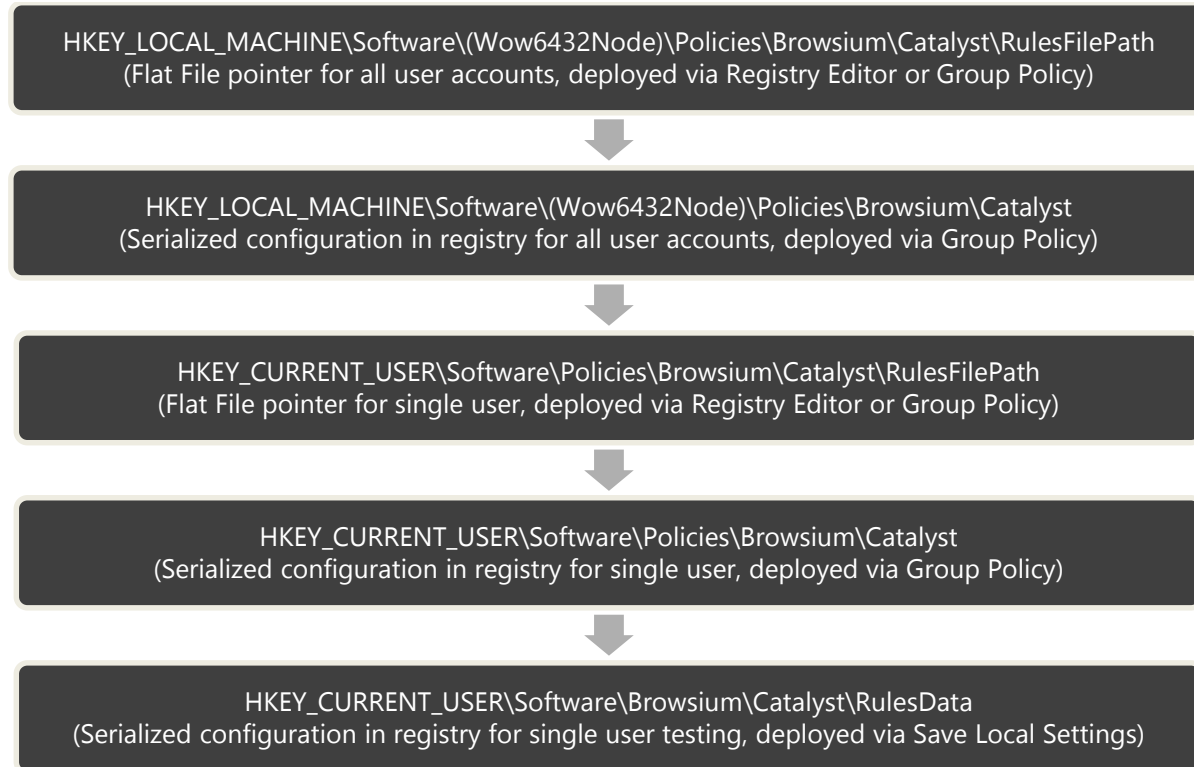 HKEY_LOCAL_MACHINE\Software\(Wow6432Node)\Policies\Browsium\Catalyst\RulesFilePath
(Flat File pointer for all user accounts, deployed via Registry Editor or Group Policy)
HKEY_LOCAL_MACHINE\Software\(Wow6432Node)\Policies\Browsium\Catalyst
(Serialized configuration in registry for all user accounts, deployed via Group Policy)
HKEY_CURRENT_USER\Software\Policies\Browsium\Catalyst\RulesFilePath
(Flat File pointer for single user, deployed via Registry Editor or Group Policy)
HKEY_CURRENT_USER\Software\Policies\Browsium\Catalyst
(Serialized configuration in registry for single user, deployed via Group Policy)
HKEY_CURRENT_USER\Software\Browsium\Catalyst\RulesData
(Serialized configuration in registry for single user testing, deployed via Save Local Settings)